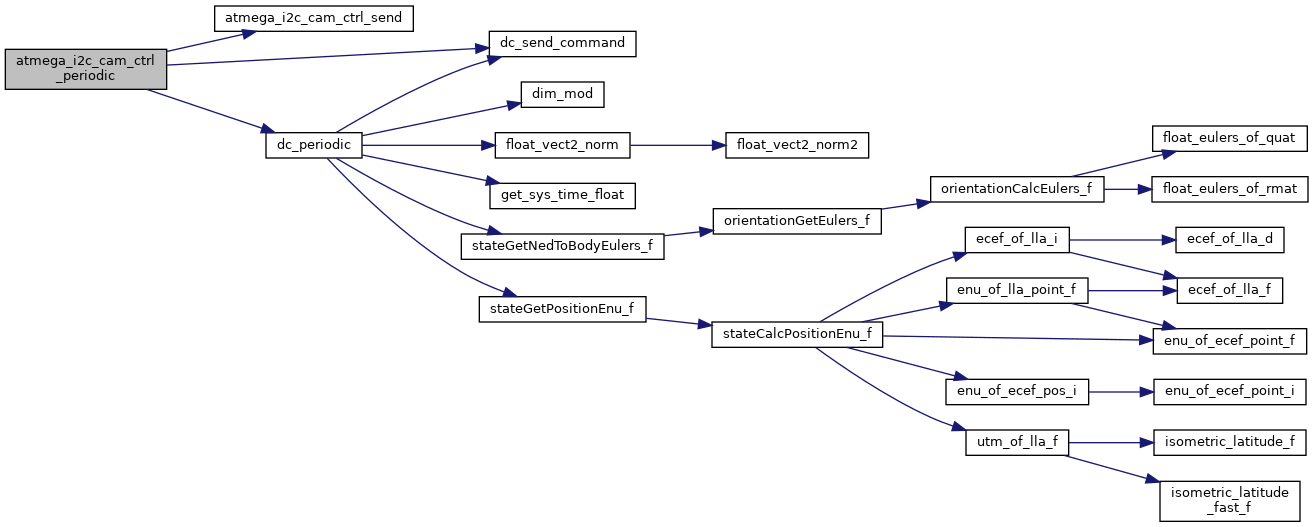 atmega_i2c_cam_ctrl
_periodic
atmega_i2c_cam_ctrl_send
dc_send_command
dc_periodic
dim_mod
float_vect2_norm
float_vect2_norm2
get_sys_time_float
stateGetNedToBodyEulers_f
orientationGetEulers_f
orientationCalcEulers_f
float_eulers_of_quat
float_eulers_of_rmat
stateGetPositionEnu_f
stateCalcPositionEnu_f
ecef_of_lla_i
ecef_of_lla_d
enu_of_lla_point_f
ecef_of_lla_f
enu_of_ecef_point_f
enu_of_ecef_pos_i
enu_of_ecef_point_i
utm_of_lla_f
isometric_latitude_f
isometric_latitude
_fast_f